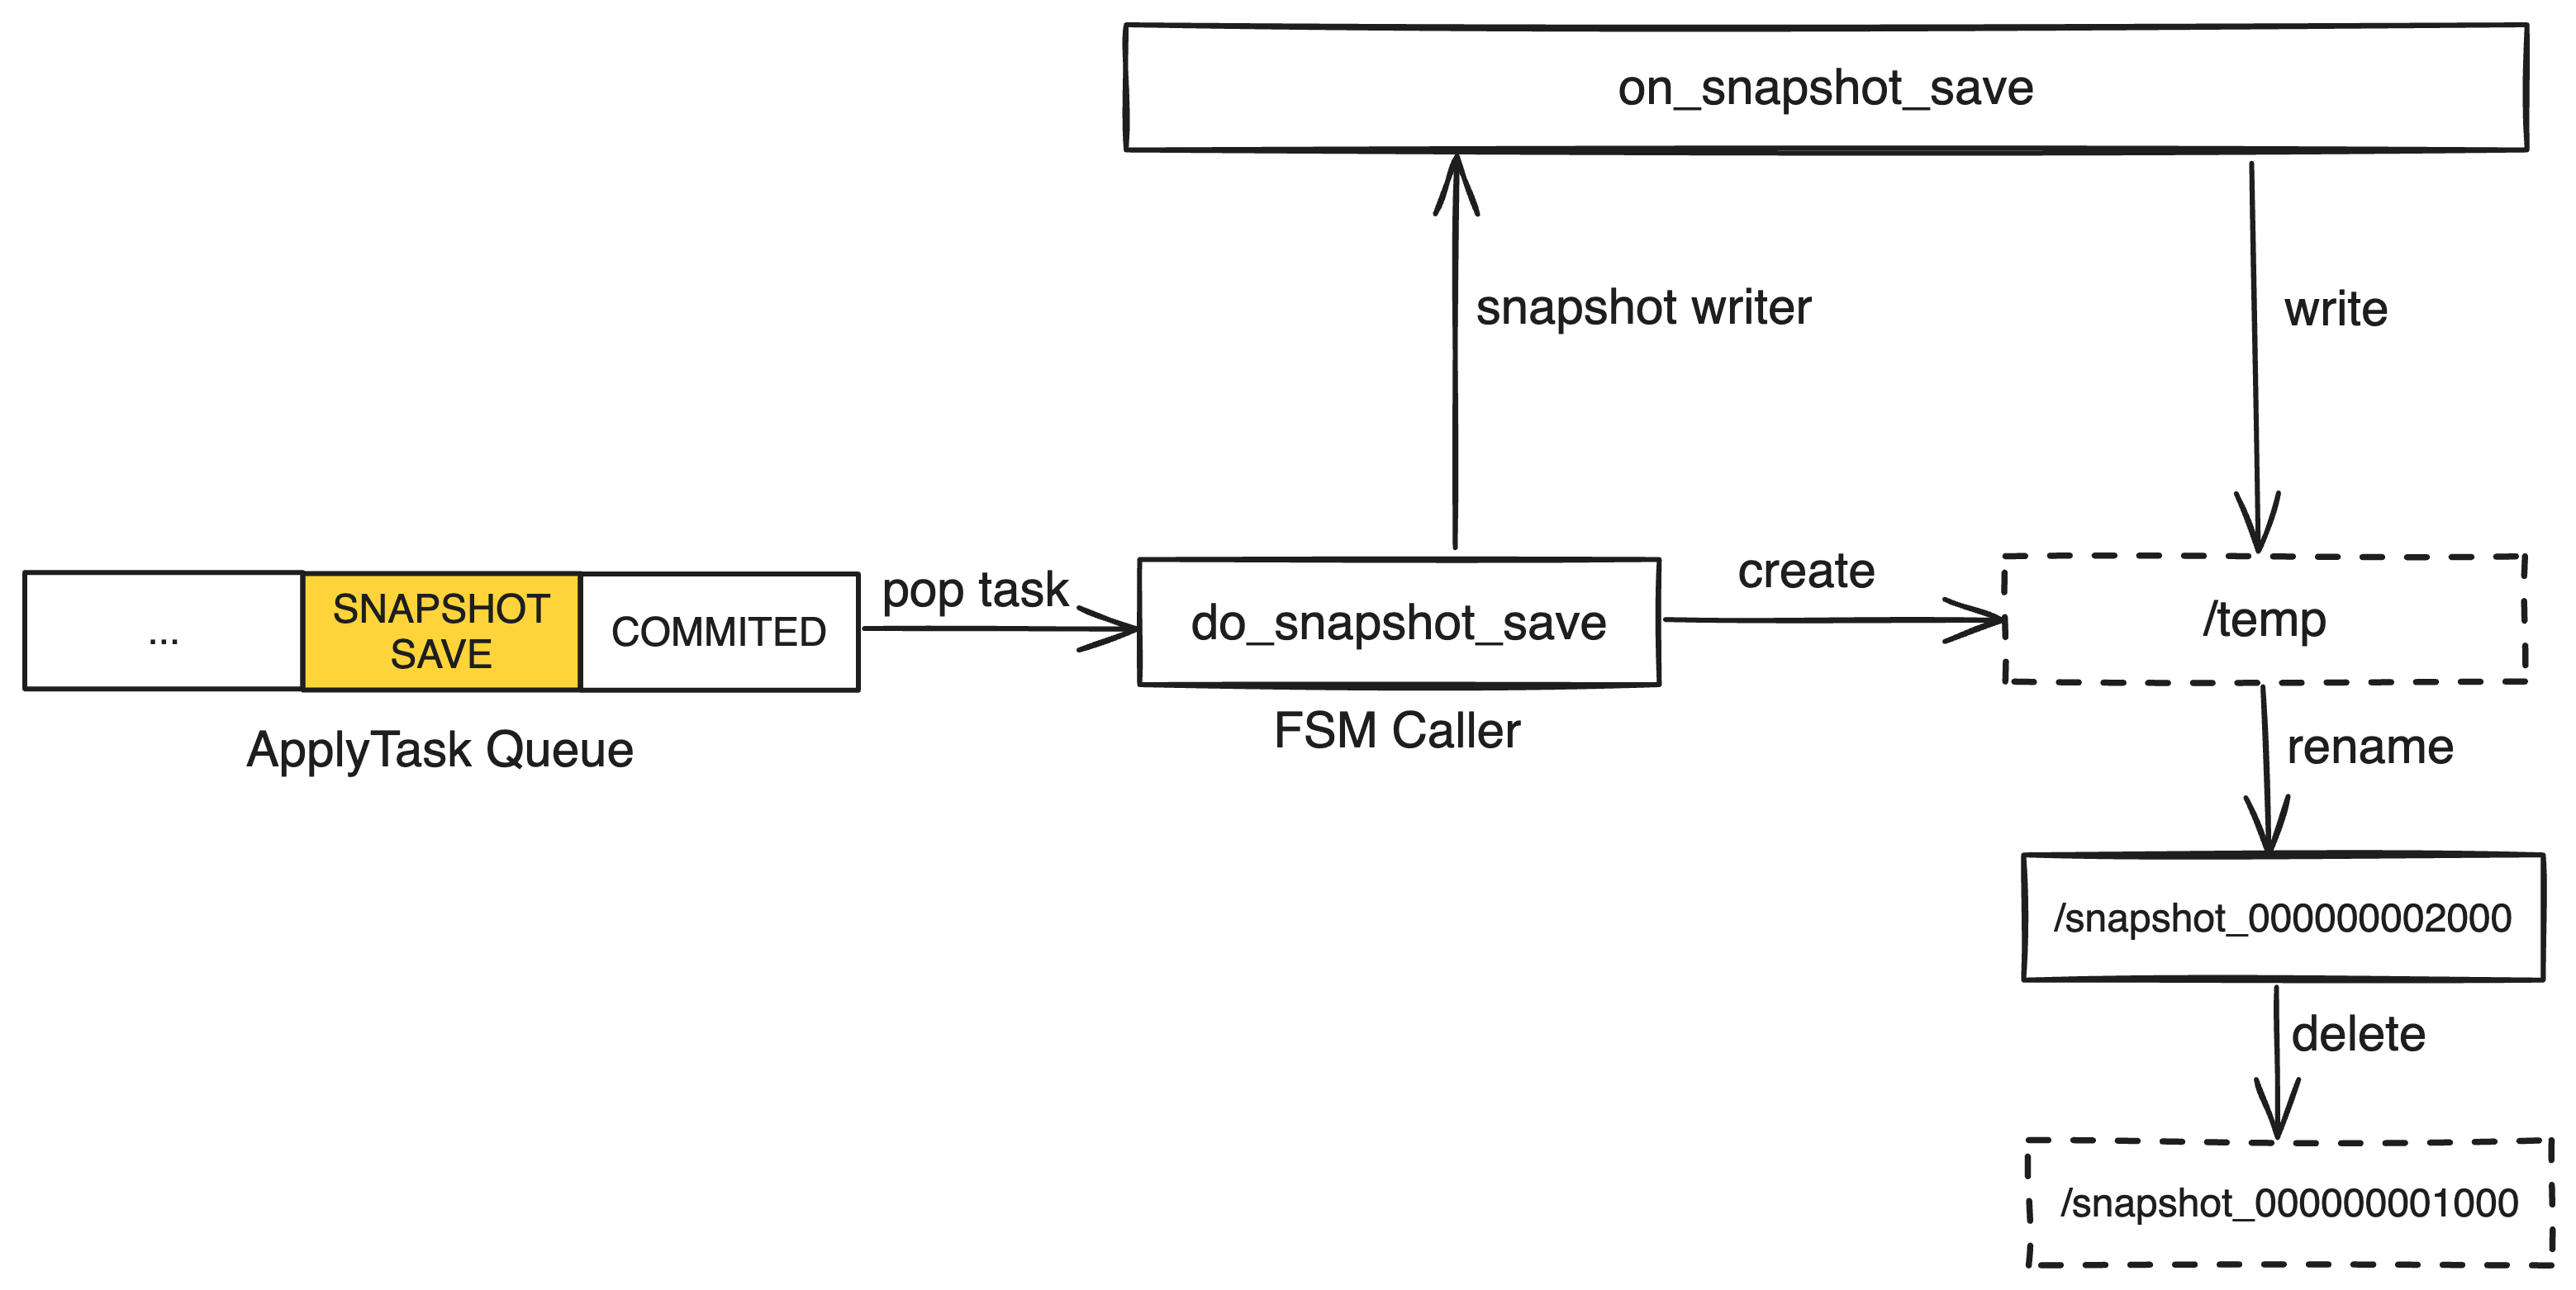 on_snapshot_save
snapshot writer
write
...
SNAPSHOT
SAVE
COMMITED
pop task
do_snapshot_save
create
/temp
ApplyTask Queue
FSM Caller
rename
/snapshot_000000002000
delete
/snapshot_000000001000